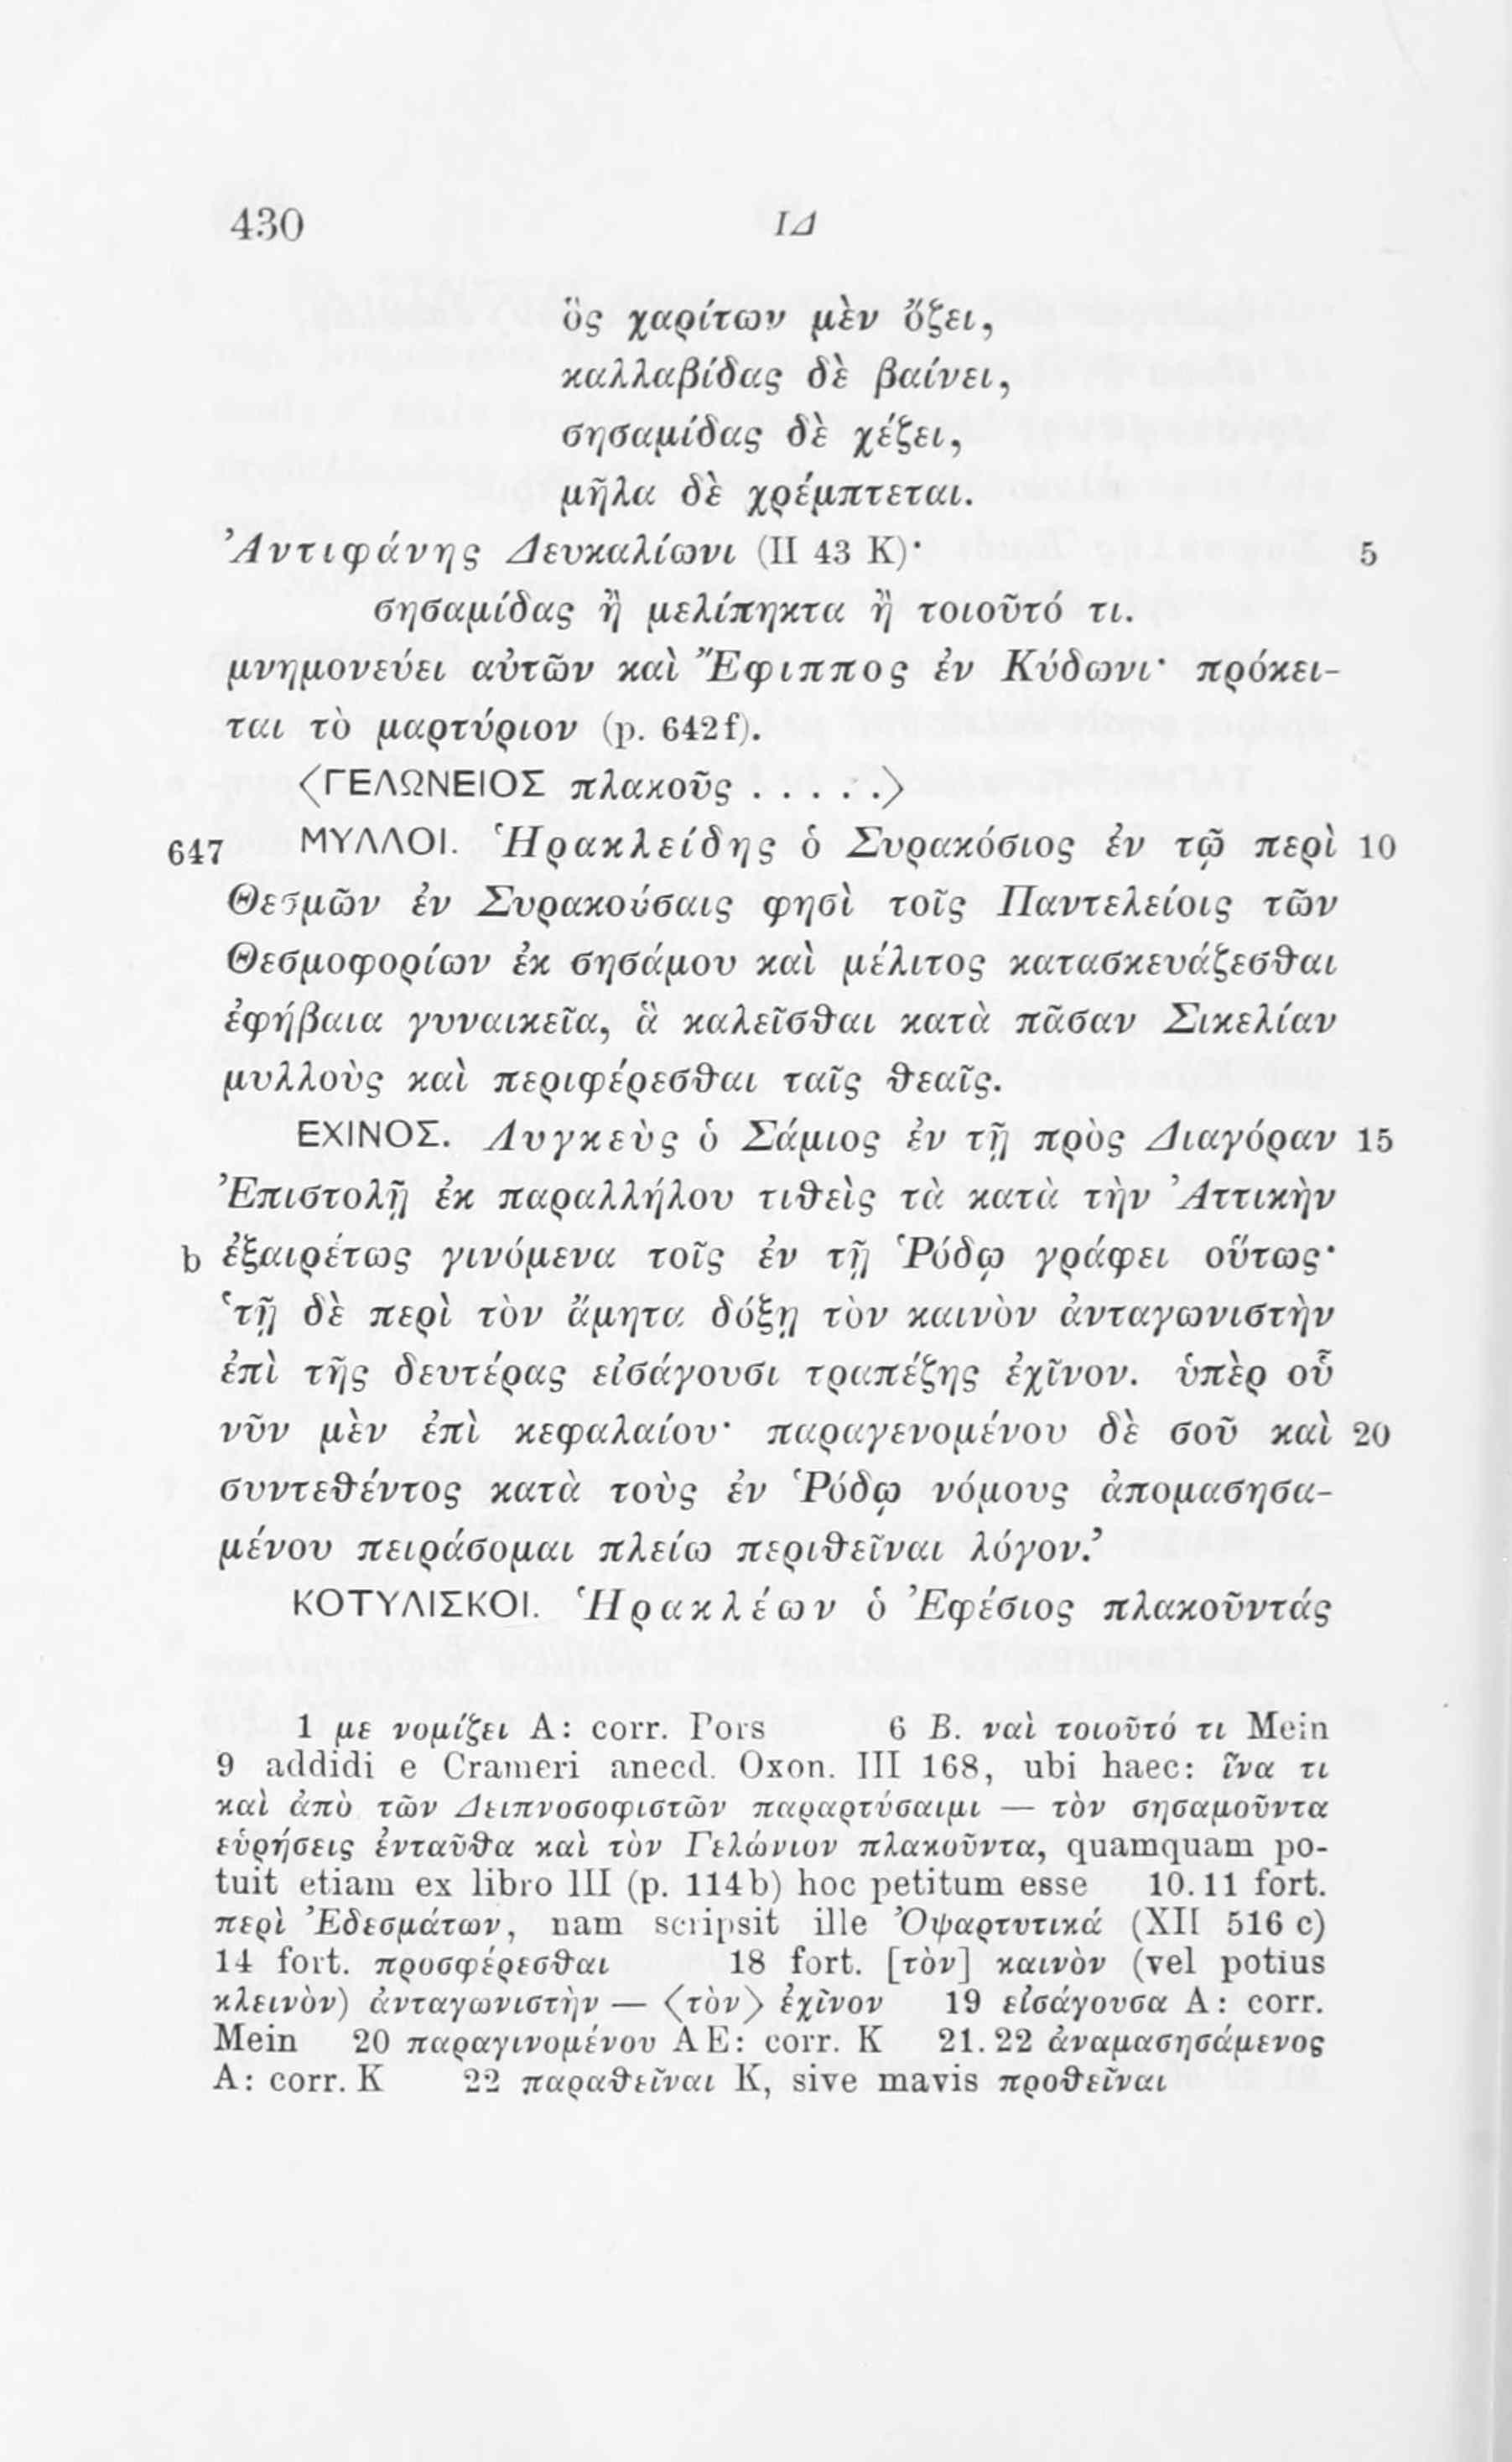 430 ΙΔ
ὃς χαρίτων μὲν ὄζει,
καλλαβίδας δὲ βαίνει,
σησαμίδας δὲ χέζει,
μῆλα δὲ χρέμπτεται.
Ἀντιφάνης Δευκαλίωνι (II 43 K)· 5
σησαμίδας ἢ μελίπηκτα ἢ τοιοῦτό τι.
μνημονεύει αὐτῶν καὶ Ἔφιππος ἐν Κύδωνι· πρόκει-
ται τὸ μαρτύριον (p. 642f).
⟨ΓΕΛΩΝΕΙΟΣ πλακοῦς . . . . .⟩
647 ΜΥΛΛΟΙ. Ἡρακλείδης ὁ Συρακόσιος ἐν τῷ περὶ 10
Θεσμῶν ἐν Συρακούσαις φησὶ τοῖς Παντελείοις τῶν
Θεσμοφορίων ἐκ σησάμου καὶ μέλιτος κατασκευάζεσθαι
ἐφήβαια γυναικεῖα, ἃ καλεῖσθαι κατὰ πᾶσαν Σικελίαν
μυλλοὺς καὶ περιφέρεσθαι ταῖς θεαῖς.
ΕΧΙΝΟΣ. Λυγκεὺς ὁ Σάμιος ἐν τῇ πρὸς Διαγόραν 15
Ἐπιστολῇ ἐκ παραλλήλου τιθεὶς τὰ κατὰ τὴν Ἀττικὴν
b ἐξαιρέτως γινόμενα τοῖς ἐν τῇ Ῥόδῳ γράφει οὕτως·
‘τῇ δὲ περὶ τὸν ἄμητα δόξῃ τὸν καινὸν ἀνταγωνιστὴν
ἐπὶ τῆς δευτέρας εἰσάγουσι τραπέζης ἐχῖνον. ὑπὲρ οὗ
νῦν μὲν ἐπὶ κεφαλαίου· παραγενομένου δὲ σοῦ καὶ 20
συντεθέντος κατὰ τοὺς ἐν Ῥόδῳ νόμους ἀπομασησα-
μένου πειράσομαι πλείω περιθεῖναι λόγον.’
ΚΟΤΥΛΙΣΚΟΙ. Ἡρακλέων ὁ Ἐφέσιος πλακοῦντάς
1 με νομίζει A: corr. Pors 6 B. ναὶ τοιοῦτό τι Mein
9 addidi e Crameri anecd. Oxon. III 168, ubi haec: ἵνα τι
καὶ ἀπὸ τῶν Δειπνοσοφιστῶν παραρτύσαιμι — τὸν σησαμοῦντα
εὑρήσεις ἐνταῦθα καὶ τὸν Γελώνιον πλακοῦντα, quamquam po-
tuit etiam ex libro III (p. 114b) hoc petitum esse 10. 11 fort.
περὶ Ἐδεσμάτων, nam scripsit ille Ὀψαρτυτικά (XII 516 c)
14 fort. προσφέρεσθαι 18 fort. [τὸν] καινὸν (vel potius
κλεινὸν) ἀνταγωνιστὴν — ⟨τὸν⟩ ἐχῖνον 19 εἰσάγουσα A: corr.
Mein 20 παραγινομένου AE: corr. K 21. 22 ἀναμασησάμενος
A: corr. K 22 παραθεῖναι K, sive mavis προθεῖναι